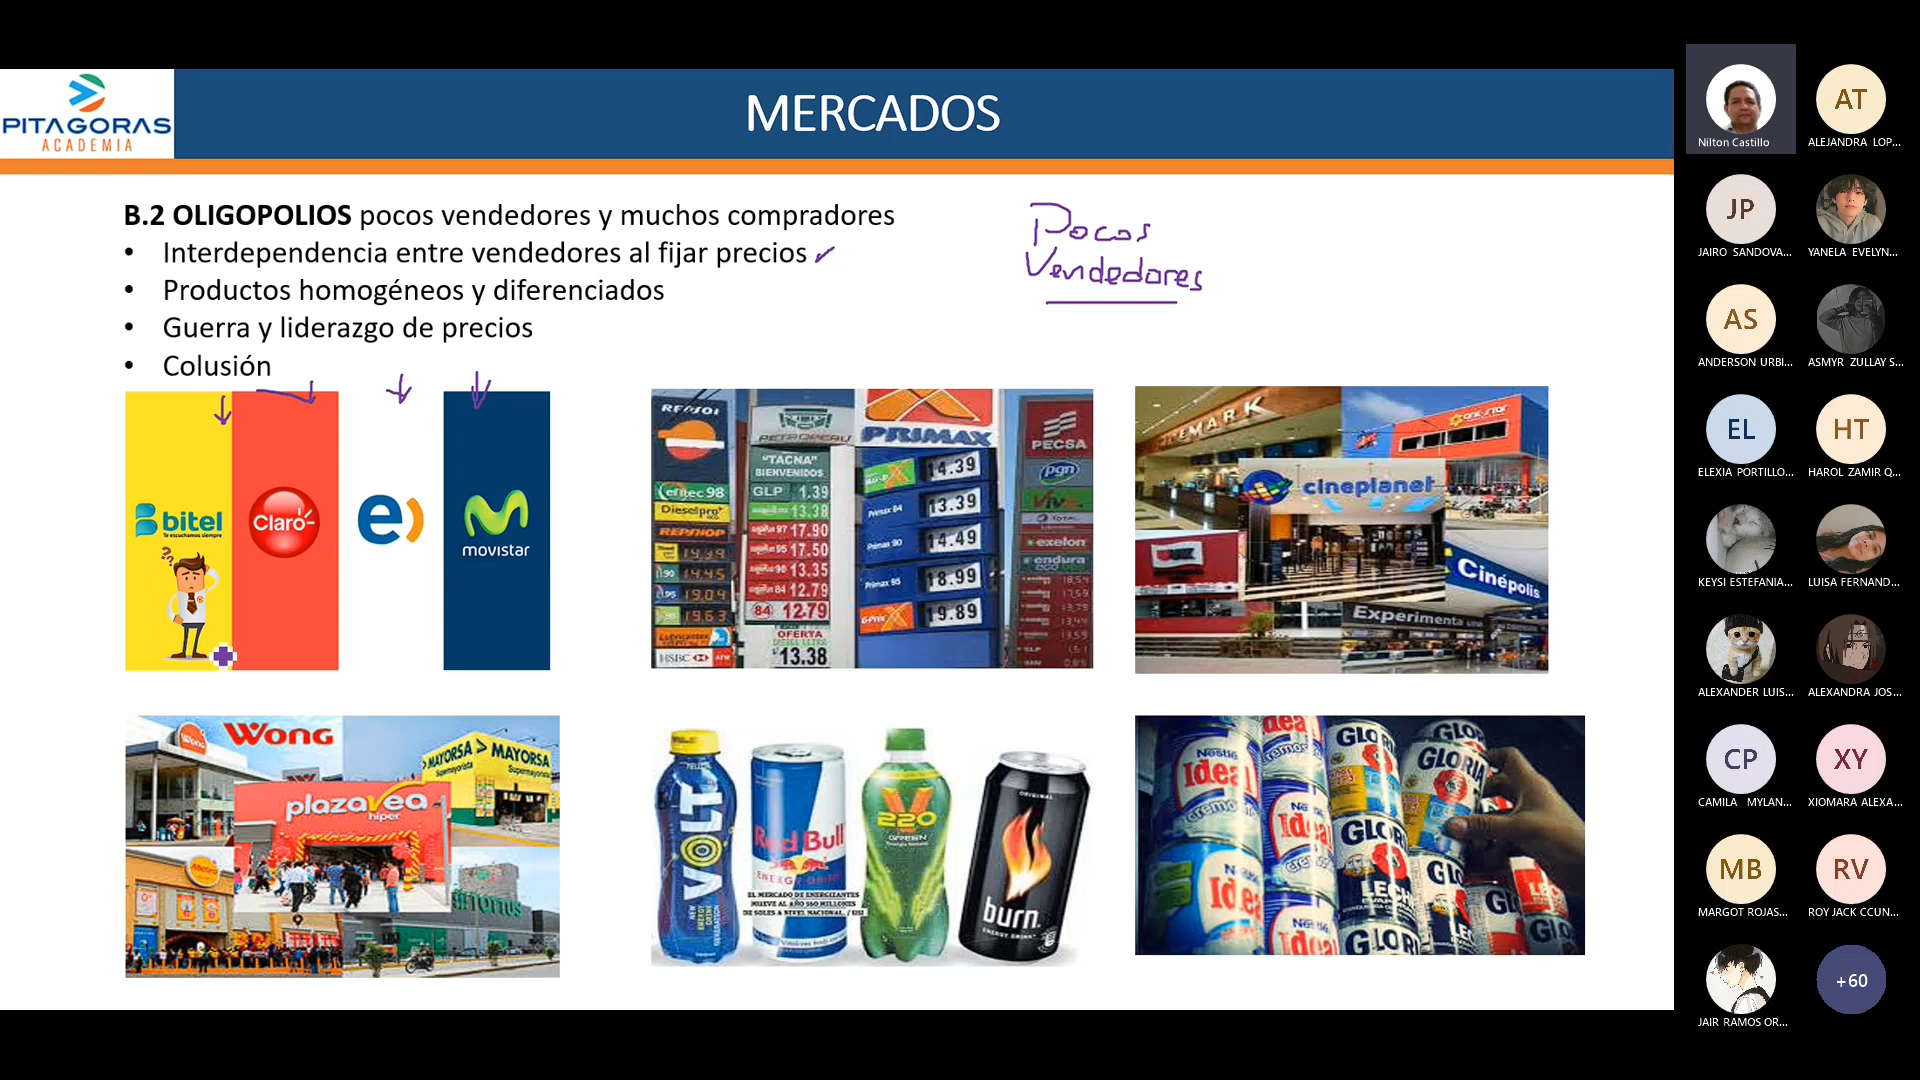 PITAGORAS
ACADEMIA
MERCADOS
B.2 OLIGOPOLIOS pocos vendedores y muchos compradores
• Interdependencia entre vendedores al fijar precios
• Productos homogéneos y diferenciados
• Guerra y liderazgo de precios
• Colusión
Pocos
Vendedores
bitel
Te escuchamos siempre
??
Claro
e)
movistar
REPSOL
PETROPERU
PRIMAX
PECSA
"TACNA"
BIENVENIDOS
GLP 1.39
13.38
17.90
17.50
13.35
12.79
84 12.79
OFERTA
13.38
Dieselpro
HSBC
14.39
13.39
Primax 84
14.49
Primax 90
18.99
Primax 95
19.89
pgn
exelon
endura
cineplanet
Cinépolis
Experimenta
WONG
MAYORSA > MAYORSA
Supermayorista
plazavea
hiper
TOTTUS
VOLT
Red Bull
ENERGY DRINK
EL MERCADO DE ENERGIZANTES
MUEVE AL AÑO 360 MILLONES
DE SOLES A NIVEL NACIONAL.
220
GREEN
ORIGINAL
burn.
ENERGY DRINK
Nestlé
Ideal
cremo
GLORIA
LECHE
Nilton Castillo
AT
ALEJANDRA LOP...
JP
JAIRO SANDOVA...
YANELA EVELYN...
AS
ANDERSON URBI...
ASMYR ZULLAY S...
EL
ELEXIA PORTILLO...
HT
HAROL ZAMIR Q...
KEYSI ESTEFANIA...
LUISA FERNAND...
ALEXANDER LUIS...
ALEXANDRA JOS...
CP
CAMILA MYLAN...
XY
XIOMARA ALEXA...
MB
MARGOT ROJAS...
RV
ROY JACK CCUN...
JAIR RAMOS OR...
+60